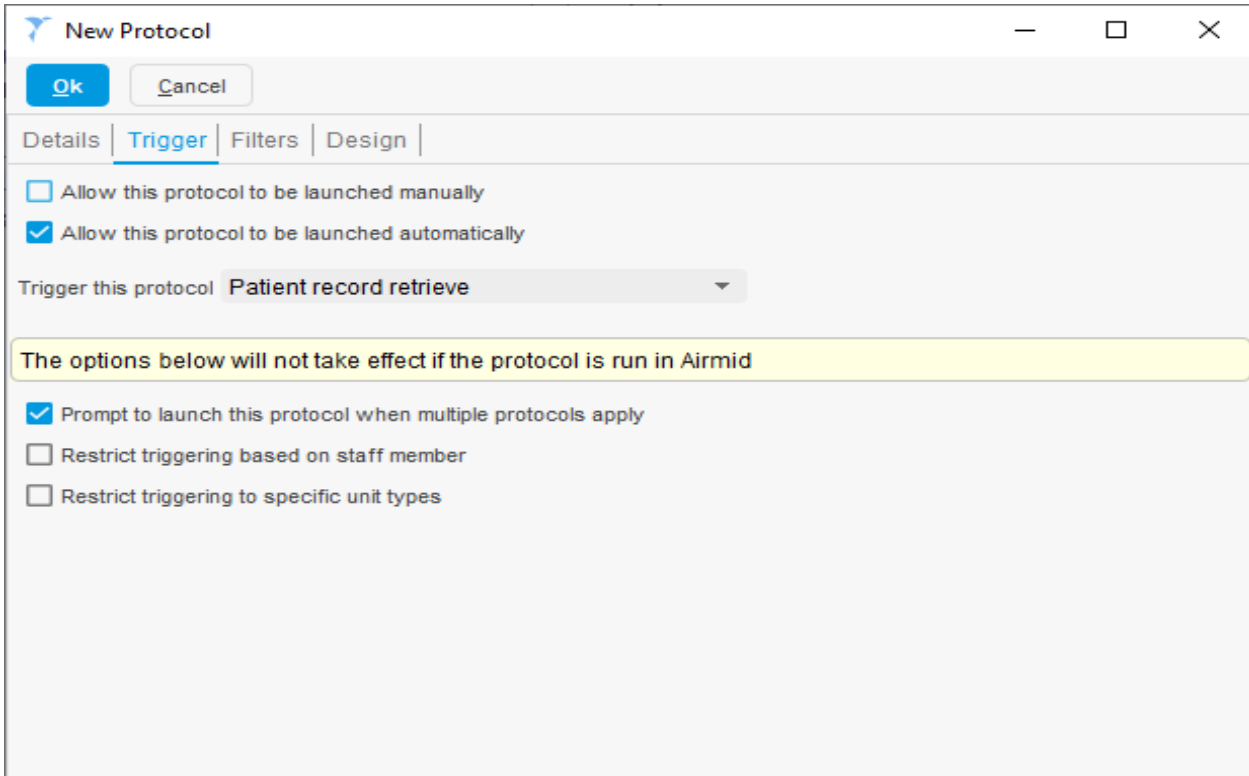 New Protocol
Ok Cancel
Details Trigger Filters Design
Allow this protocol to be launched manually
Allow this protocol to be launched automatically
Trigger this protocol Patient record retrieve
The options below will not take effect if the protocol is run in Airmid
Prompt to launch this protocol when multiple protocols apply
Restrict triggering based on staff member
Restrict triggering to specific unit types